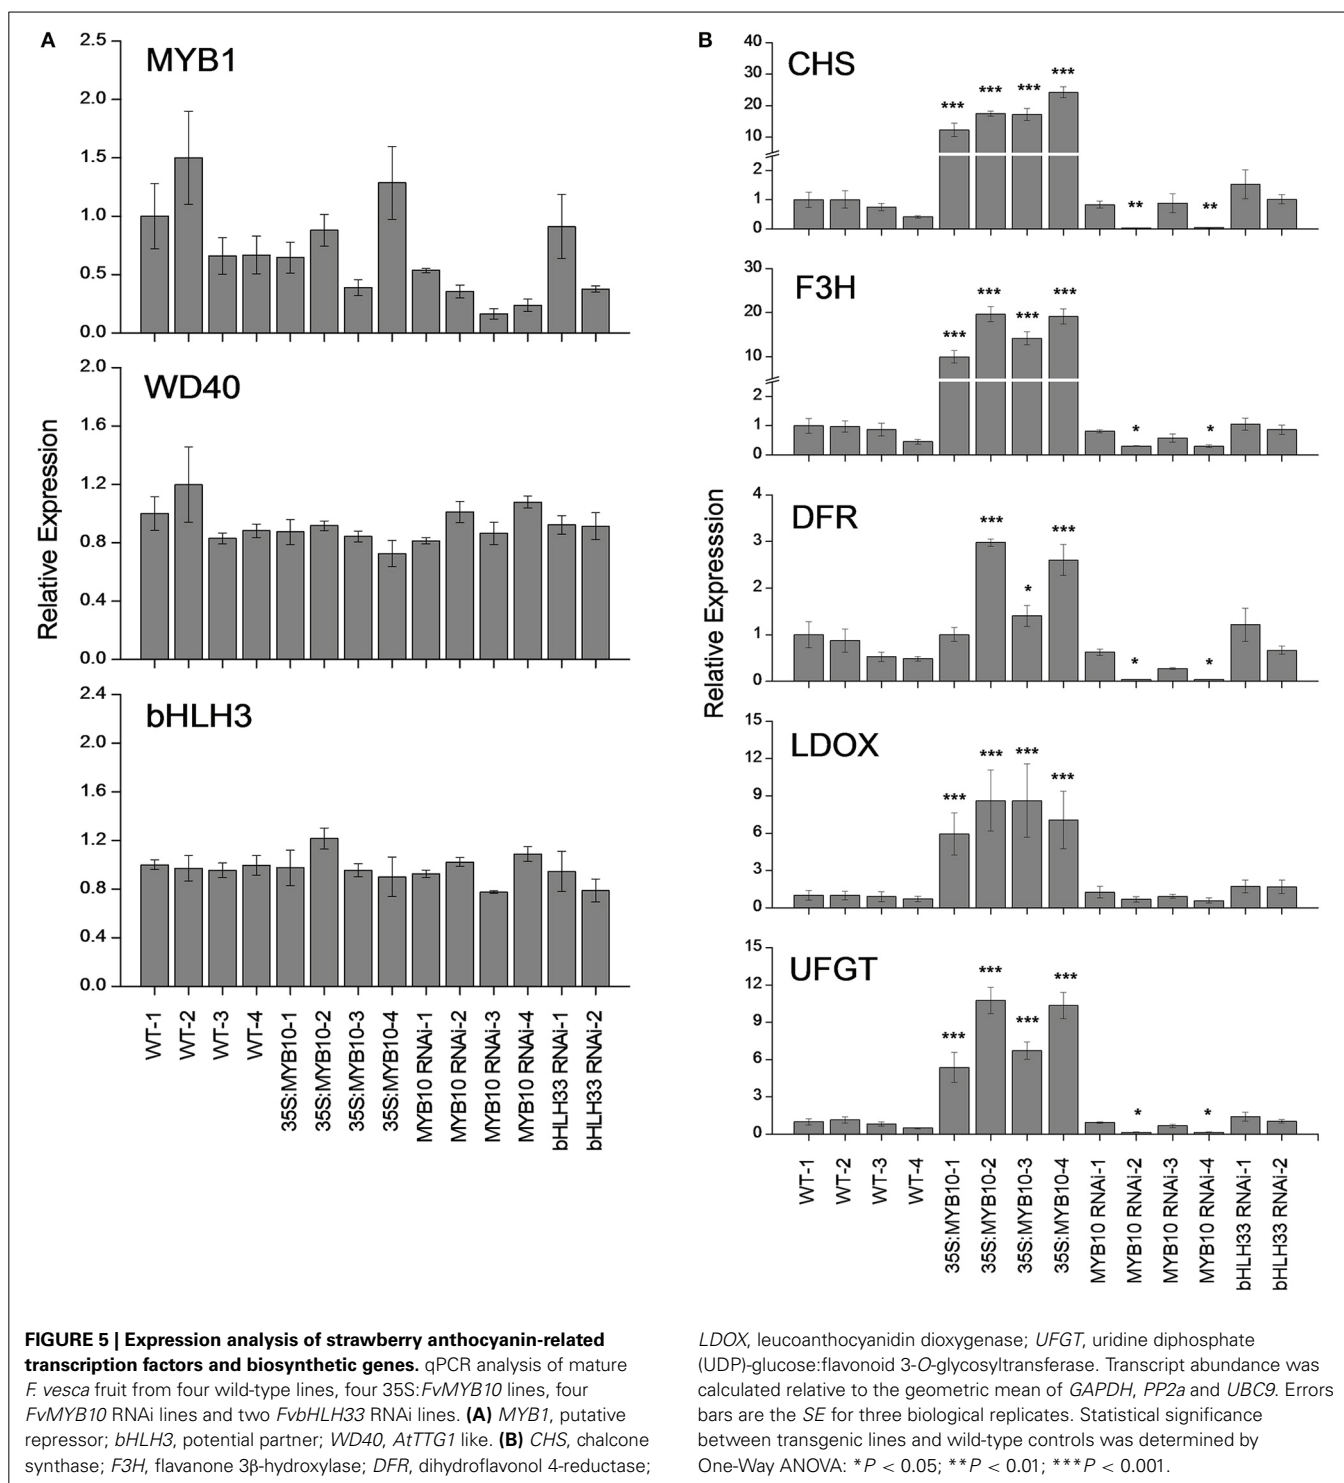 A
MYB1
2.5
2.0
1.5
1.0
0.5
0.0
WD40
2.0
1.6
1.2
0.8
0.4
0.0
Relative Expression
bHLH3
2.4
2.0
1.6
1.2
0.8
0.4
0.0
WT-1
WT-2
WT-3
WT-4
35S:MYB10-1
35S:MYB10-2
35S:MYB10-3
35S:MYB10-4
MYB10 RNAi-1
MYB10 RNAi-2
MYB10 RNAi-3
MYB10 RNAi-4
bHLH33 RNAi-1
bHLH33 RNAi-2
B
CHS
40
30
20
10
2
1
0
*** *** *** *** ** **
F3H
30
20
10
2
1
0
*** *** *** *** * *
DFR
4
3
2
1
0
*** * *** * *
Relative Expresssion
LDOX
15
12
9
6
3
0
*** *** *** ***
UFGT
15
12
9
6
3
0
*** *** *** *** * *
WT-1
WT-2
WT-3
WT-4
35S:MYB10-1
35S:MYB10-2
35S:MYB10-3
35S:MYB10-4
MYB10 RNAi-1
MYB10 RNAi-2
MYB10 RNAi-3
MYB10 RNAi-4
bHLH33 RNAi-1
bHLH33 RNAi-2
FIGURE 5 | Expression analysis of strawberry anthocyanin-related
transcription factors and biosynthetic genes. qPCR analysis of mature
F. vesca fruit from four wild-type lines, four 35S:FvMYB10 lines, four
FvMYB10 RNAi lines and two FvbHLH33 RNAi lines. (A) MYB1, putative
repressor; bHLH3, potential partner; WD40, AtTTG1 like. (B) CHS, chalcone
synthase; F3H, flavanone 3β-hydroxylase; DFR, dihydroflavonol 4-reductase;
LDOX, leucoanthocyanidin dioxygenase; UFGT, uridine diphosphate
(UDP)-glucose:flavonoid 3-O-glycosyltransferase. Transcript abundance was
calculated relative to the geometric mean of GAPDH, PP2a and UBC9. Errors
bars are the SE for three biological replicates. Statistical significance
between transgenic lines and wild-type controls was determined by
One-Way ANOVA: *P < 0.05; **P < 0.01; ***P < 0.001.